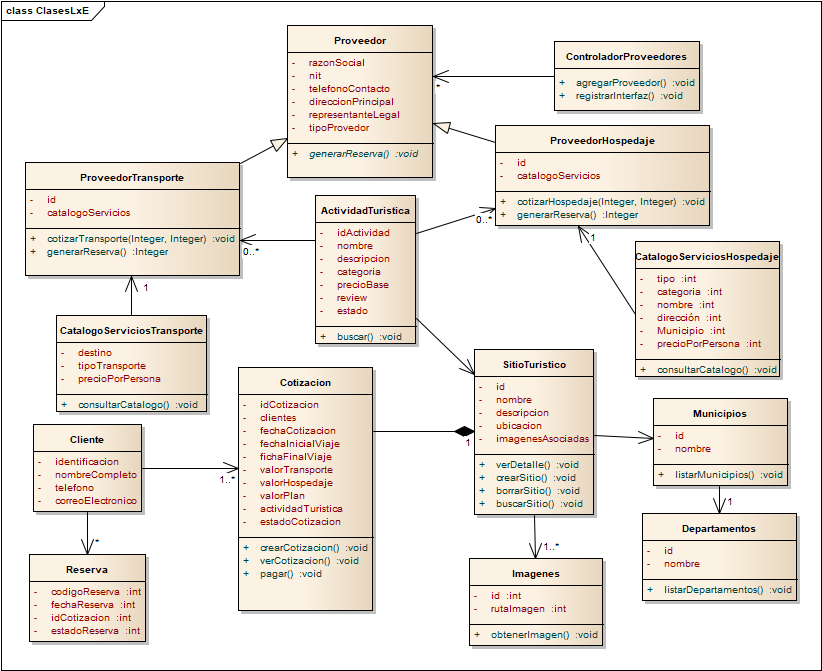 class ClasesLxE
Proveedor
- razonSocial
- nit
- telefonoContacto
- direccionPrincipal
- representanteLegal
- tipoProvedor
+ generarReserva() :void
ControladorProveedores
+ agregarProveedor() :void
+ registrarInterfaz() :void
*
ProveedorHospedaje
- id
- catalogoServicios
+ cotizarHospedaje(Integer, Integer) :void
+ generarReserva() :Integer
ProveedorTransporte
- id
- catalogoServicios
+ cotizarTransporte(Integer, Integer) :void
+ generarReserva() :Integer
ActividadTuristica
- idActividad
- nombre
- descripcion
- categoria
- precioBase
- review
- estado
+ buscar() :void
0..*
0..*
1
1
CatalogoServiciosHospedaje
- tipo :int
- categoria :int
- nombre :int
- dirección :int
- Municipio :int
- precioPorPersona :int
+ consultarCatalogo() :void
CatalogoServiciosTransporte
- destino
- tipoTransporte
- precioPorPersona
+ consultarCatalogo() :void
Cotizacion
- idCotizacion
- clientes
- fechaCotizacion
- fechaInicialViaje
- fichaFinalViaje
- valorTransporte
- valorHospedaje
- valorPlan
- actividadTuristica
- estadoCotizacion
+ crearCotizacion() :void
+ verCotizacion() :void
+ pagar() :void
SitioTuristico
- id
- nombre
- descripcion
- ubicacion
- imagenesAsociadas
+ verDetalle() :void
+ crearSitio() :void
+ borrarSitio() :void
+ buscarSitio() :void
1
Municipios
- id
- nombre
+ listarMunicipios() :void
1
Cliente
- identificacion
- nombreCompleto
- telefono
- correoElectronico
1..*
*
Departamentos
- id
- nombre
+ listarDepartamentos() :void
Reserva
- codigoReserva :int
- fechaReserva :int
- idCotizacion :int
- estadoReserva :int
1..*
Imagenes
- id :int
- rutaImagen :int
+ obtenerImagen() :void